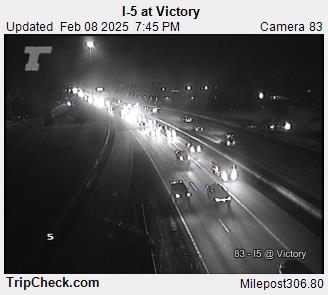 I-5 at Victory
Updated  Feb 08 2025  7:45 PM
Camera 83
T
S
83 - I5 @ Victory
TripCheck.com
Milepost306.80